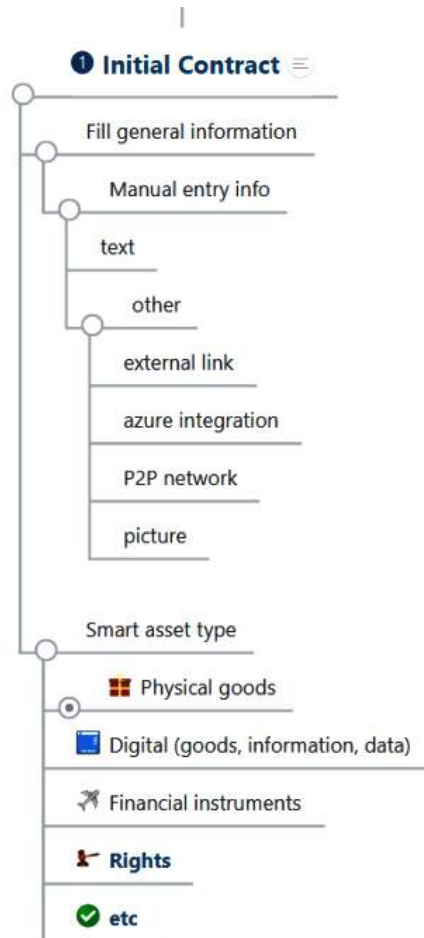 1 Initial Contract
Fill general information
Manual entry info
text
other
external link
azure integration
P2P network
picture
Smart asset type
Physical goods
Digital (goods, information, data)
Financial instruments
Rights
etc